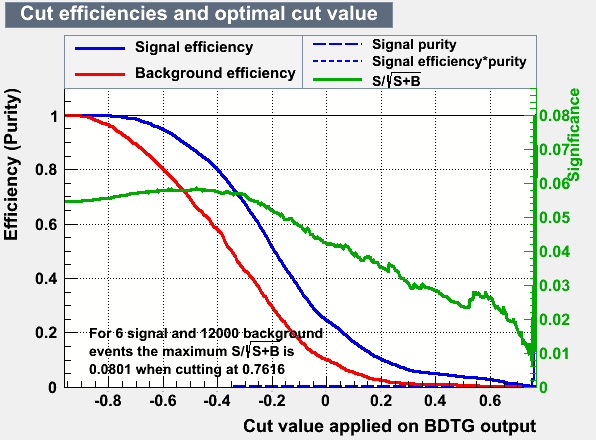 Cut efficiencies and optimal cut value
Signal efficiency
Background efficiency
Signal purity
Signal efficiency*purity
S/√S+B
Efficiency (Purity)
1
0.8
0.6
0.4
0.2
0
Significance
0.08
0.07
0.06
0.05
0.04
0.03
0.02
0.01
0
For 6 signal and 12000 background
events the maximum S/√S+B is
0.0801 when cutting at 0.7616
-0.8 -0.6 -0.4 -0.2 0 0.2 0.4 0.6
Cut value applied on BDTG output